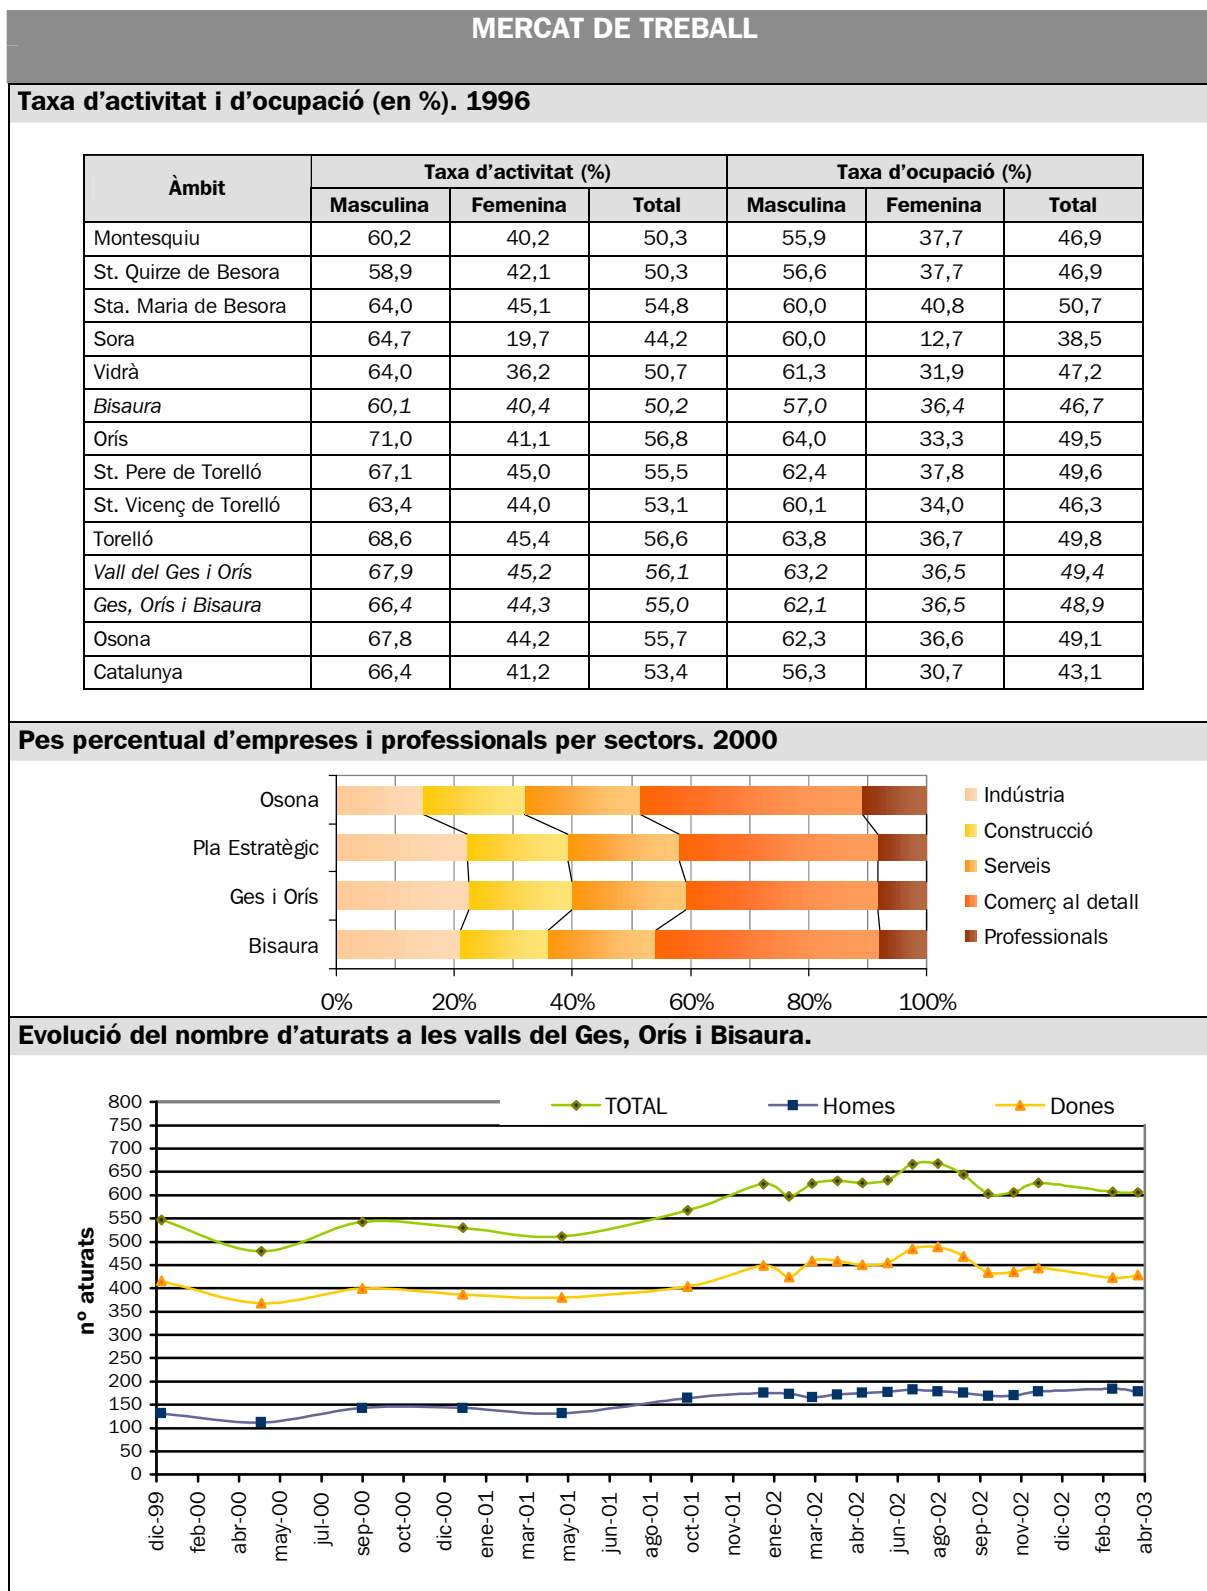 MERCAT DE TREBALL
Taxa d'activitat i d'ocupació (en %). 1996
Àmbit Taxa d'activitat (%) Taxa d'ocupació (%)
Masculina Femenina Total Masculina Femenina Total
Montesquiu 60,2 40,2 50,3 55,9 37,7 46,9
St. Quirze de Besora 58,9 42,1 50,3 56,6 37,7 46,9
Sta. Maria de Besora 64,0 45,1 54,8 60,0 40,8 50,7
Sora 64,7 19,7 44,2 60,0 12,7 38,5
Vidrà 64,0 36,2 50,7 61,3 31,9 47,2
Bisaura 60,1 40,4 50,2 57,0 36,4 46,7
Orís 71,0 41,1 56,8 64,0 33,3 49,5
St. Pere de Torelló 67,1 45,0 55,5 62,4 37,8 49,6
St. Vicenç de Torelló 63,4 44,0 53,1 60,1 34,0 46,3
Torelló 68,6 45,4 56,6 63,8 36,7 49,8
Vall del Ges i Orís 67,9 45,2 56,1 63,2 36,5 49,4
Ges, Orís i Bisaura 66,4 44,3 55,0 62,1 36,5 48,9
Osona 67,8 44,2 55,7 62,3 36,6 49,1
Catalunya 66,4 41,2 53,4 56,3 30,7 43,1
Pes percentual d'empreses i professionals per sectors. 2000
Osona
Pla Estratègic
Ges i Orís
Bisaura
0% 20% 40% 60% 80% 100%
Indústria
Construcció
Serveis
Comerç al detall
Professionals
Evolució del nombre d'aturats a les valls del Ges, Orís i Bisaura.
TOTAL Homes Dones
nº aturats
800
750
700
650
600
550
500
450
400
350
300
250
200
150
100
50
0
dic-99 feb-00 abr-00 may-00 jul-00 sep-00 oct-00 dic-00 ene-01 mar-01 may-01 jun-01 ago-01 oct-01 nov-01 ene-02 mar-02 abr-02 jun-02 ago-02 sep-02 nov-02 dic-02 feb-03 abr-03